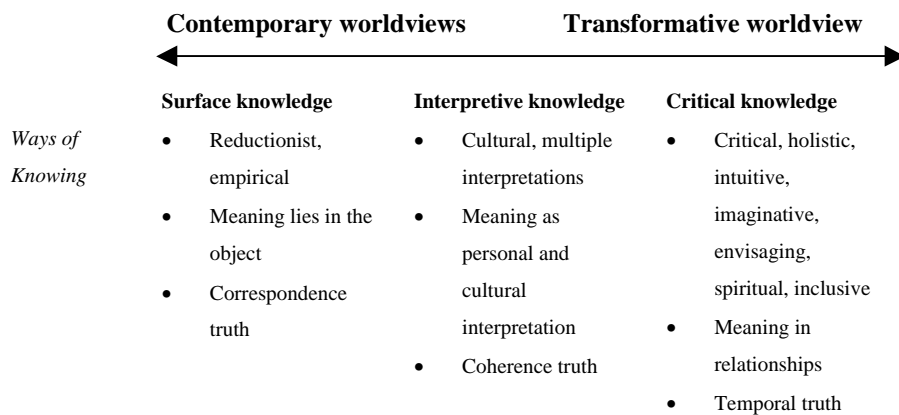 Contemporary worldviews Transformative worldview
Surface knowledge Interpretive knowledge Critical knowledge
Ways of
Knowing
• Reductionist,
empirical
• Meaning lies in the
object
• Correspondence
truth
• Cultural, multiple
interpretations
• Meaning as
personal and
cultural
interpretation
• Coherence truth
• Critical, holistic,
intuitive,
imaginative,
envisaging,
spiritual, inclusive
• Meaning in
relationships
• Temporal truth